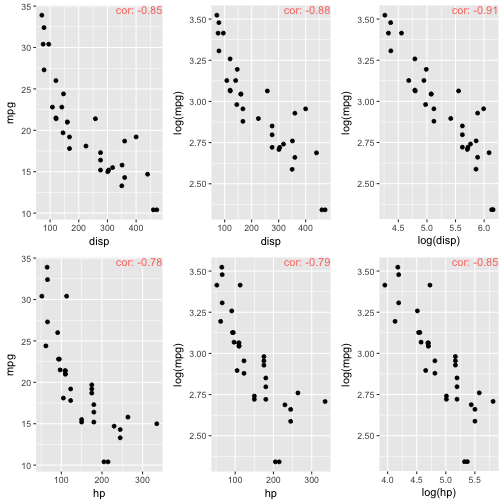 cor: -0.85
35
30
25
20
15
10
mpg
100 200 300 400
disp
cor: -0.88
3.50
3.25
3.00
2.75
2.50
log(mpg)
100 200 300 400
disp
cor: -0.91
3.50
3.25
3.00
2.75
2.50
log(mpg)
4.5 5.0 5.5 6.0
log(disp)
cor: -0.78
35
30
25
20
15
10
mpg
100 200 300
hp
cor: -0.79
3.50
3.25
3.00
2.75
2.50
log(mpg)
100 200 300
hp
cor: -0.85
3.50
3.25
3.00
2.75
2.50
log(mpg)
4.0 4.5 5.0 5.5
log(hp)